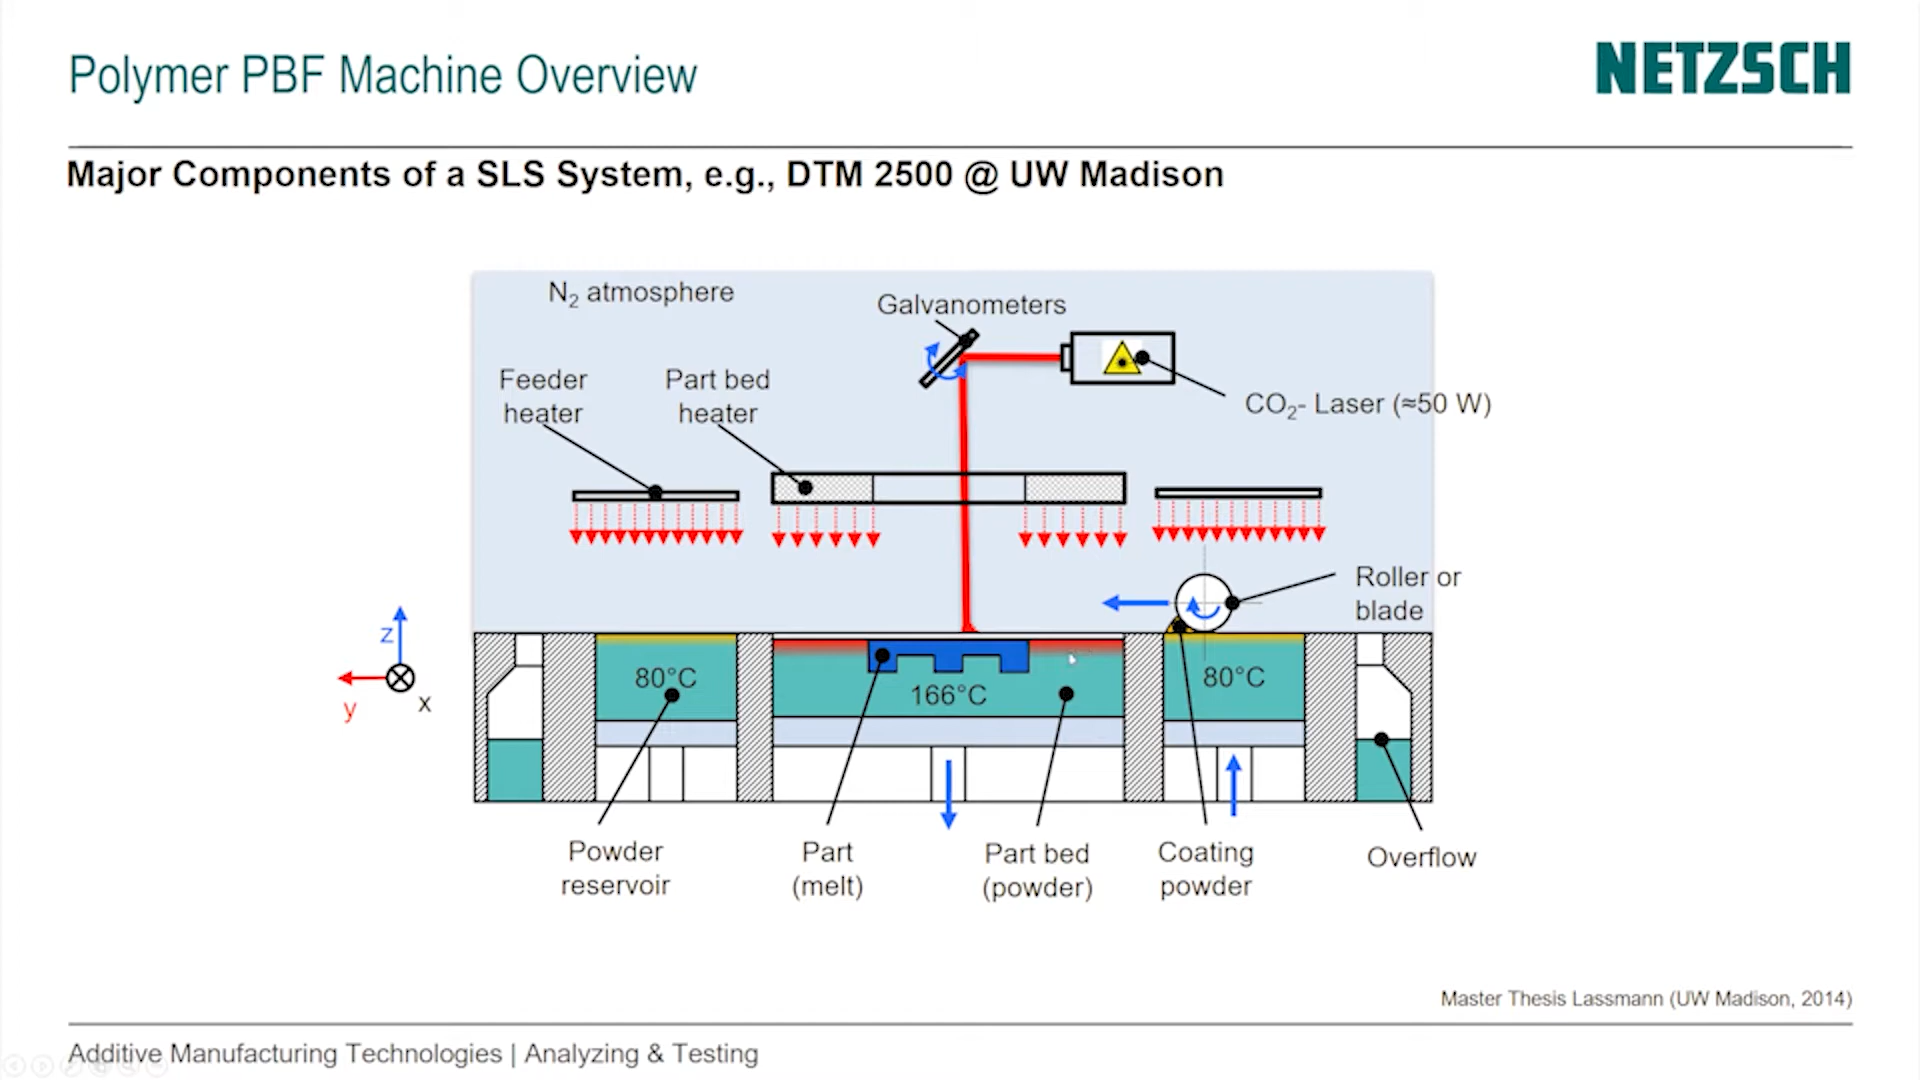 Polymer PBF Machine Overview
NETZSCH
Major Components of a SLS System, e.g., DTM 2500 @ UW Madison
N₂ atmosphere
Galvanometers
Feeder
heater
Part bed
heater
CO₂- Laser (≈50 W)
Roller or
blade
z
y
x
80°C
166°C
80°C
Powder
reservoir
Part
(melt)
Part bed
(powder)
Coating
powder
Overflow
Master Thesis Lassmann (UW Madison, 2014)
Additive Manufacturing Technologies | Analyzing & Testing